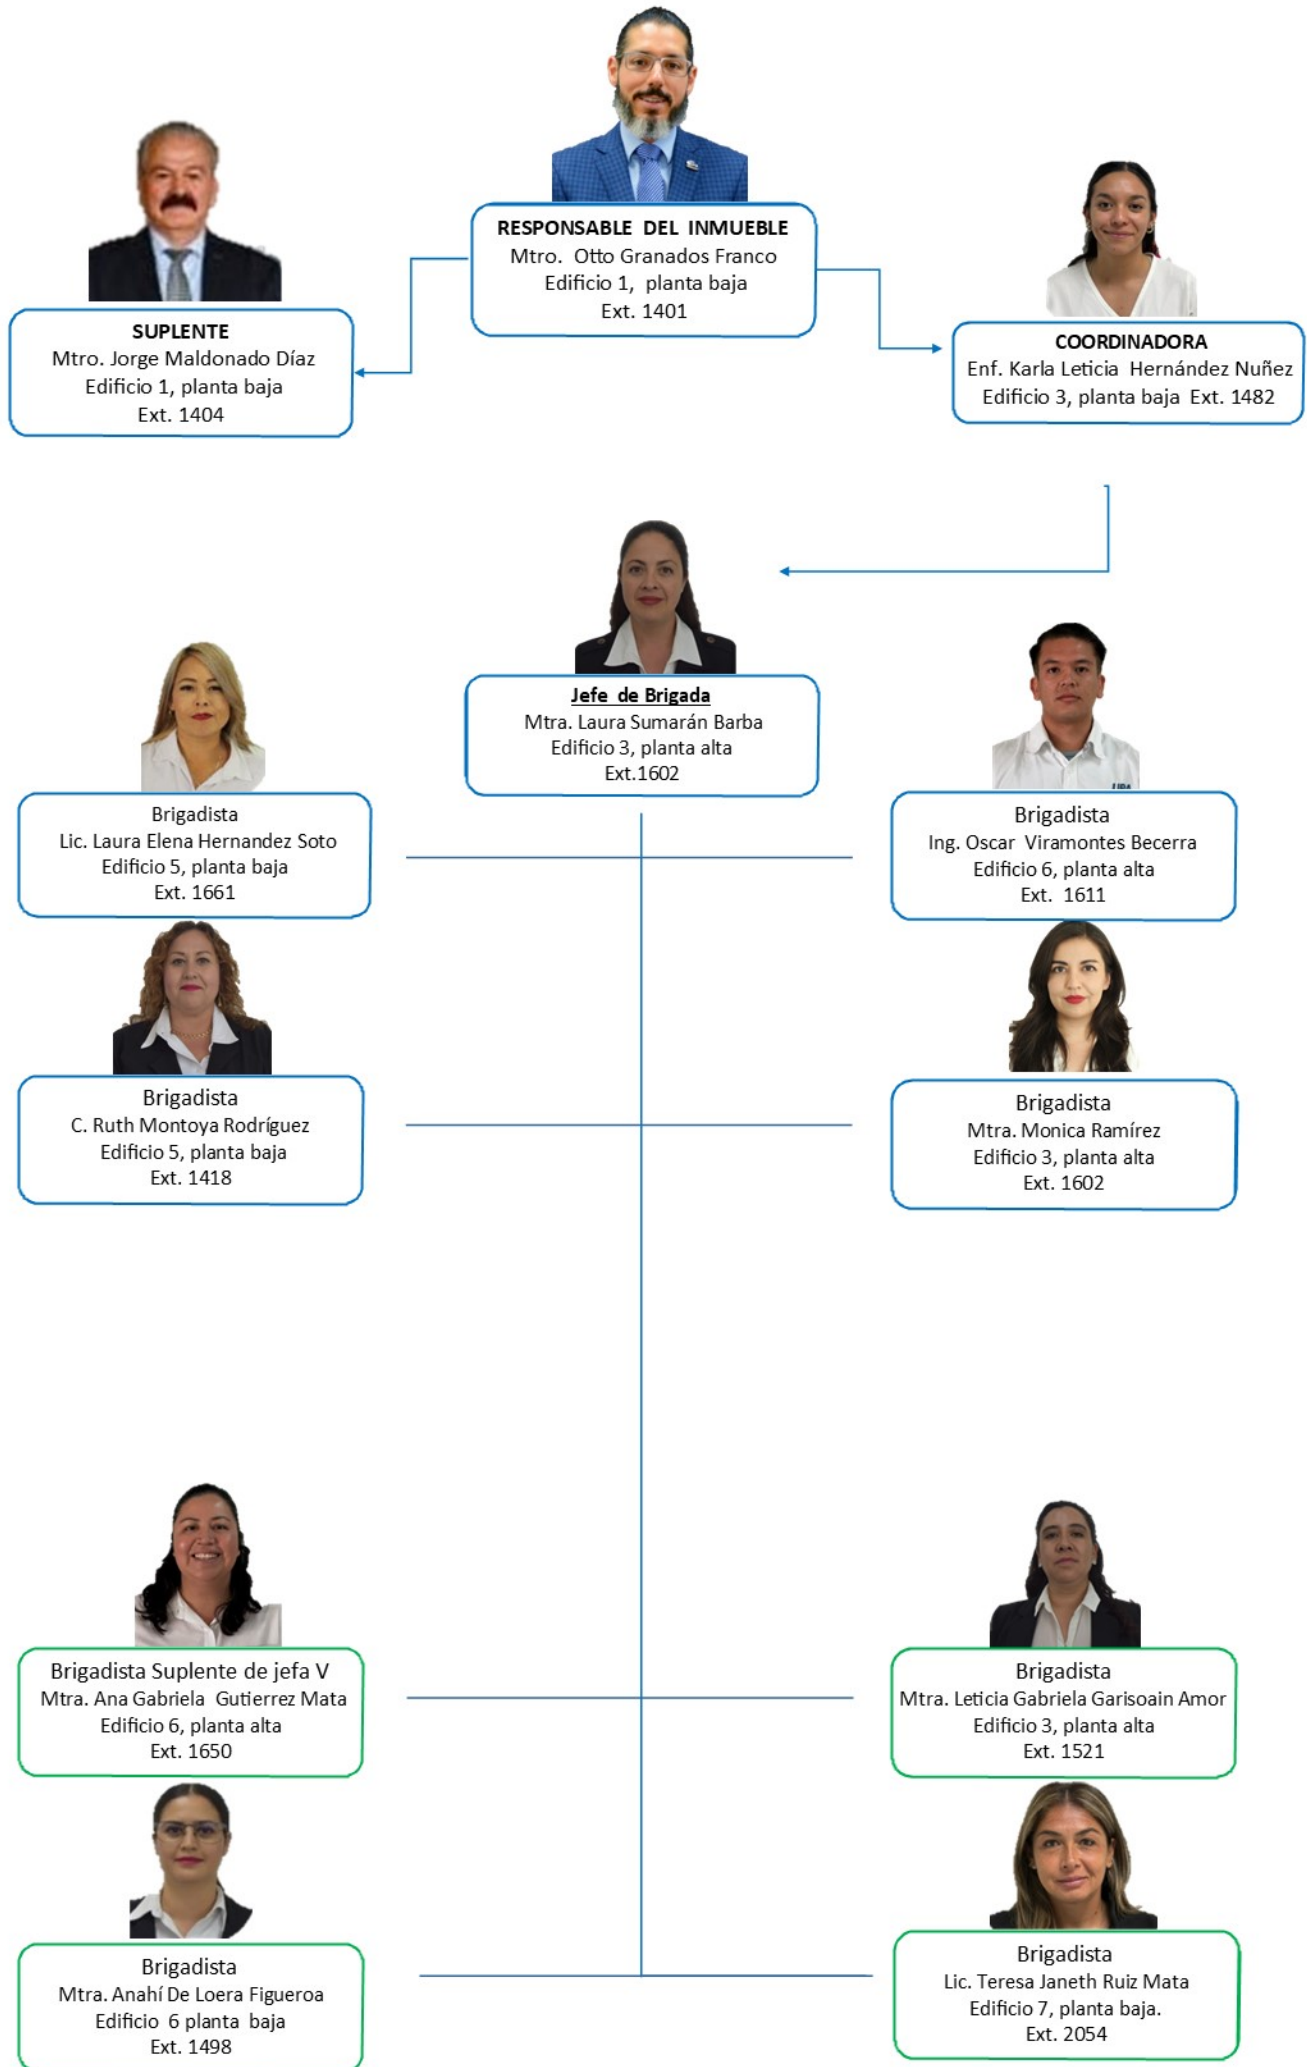 RESPONSABLE DEL INMUEBLE
Mtro. Otto Granados Franco
Edificio 1, planta baja
Ext. 1401
SUPLENTE
Mtro. Jorge Maldonado Díaz
Edificio 1, planta baja
Ext. 1404
COORDINADORA
Enf. Karla Leticia Hernández Nuñez
Edificio 3, planta baja Ext. 1482
Jefe de Brigada
Mtra. Laura Sumarán Barba
Edificio 3, planta alta
Ext.1602
Brigadista
Lic. Laura Elena Hernandez Soto
Edificio 5, planta baja
Ext. 1661
Brigadista
Ing. Oscar Viramontes Becerra
Edificio 6, planta alta
Ext. 1611
Brigadista
C. Ruth Montoya Rodríguez
Edificio 5, planta baja
Ext. 1418
Brigadista
Mtra. Monica Ramírez
Edificio 3, planta alta
Ext. 1602
Brigadista Suplente de jefa V
Mtra. Ana Gabriela Gutierrez Mata
Edificio 6, planta alta
Ext. 1650
Brigadista
Mtra. Leticia Gabriela Garisoain Amor
Edificio 3, planta alta
Ext. 1521
Brigadista
Mtra. Anahí De Loera Figueroa
Edificio 6 planta baja
Ext. 1498
Brigadista
Lic. Teresa Janeth Ruiz Mata
Edificio 7, planta baja.
Ext. 2054